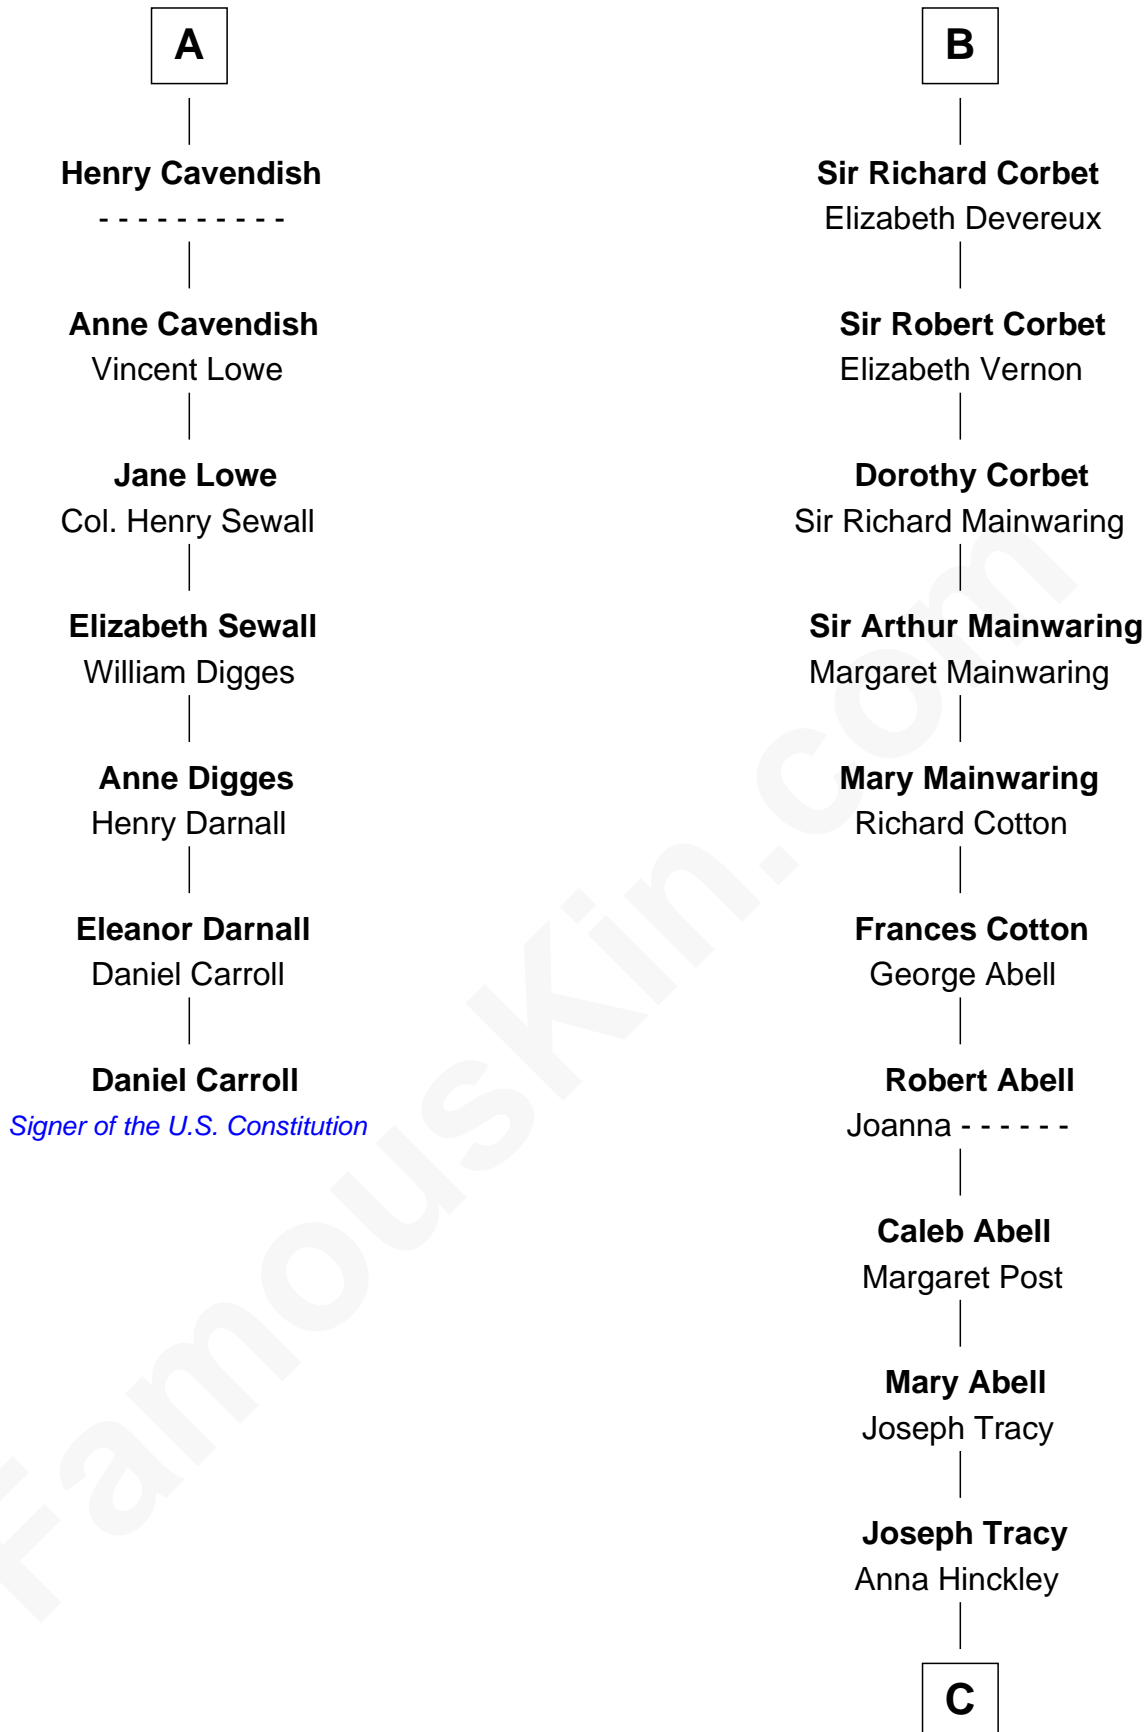 A
Henry Cavendish
- - - - - - - - - -
Anne Cavendish
Vincent Lowe
Jane Lowe
Col. Henry Sewall
Elizabeth Sewall
William Digges
Anne Digges
Henry Darnall
Eleanor Darnall
Daniel Carroll
Daniel Carroll
Signer of the U.S. Constitution
B
Sir Richard Corbet
Elizabeth Devereux
Sir Robert Corbet
Elizabeth Vernon
Dorothy Corbet
Sir Richard Mainwaring
Sir Arthur Mainwaring
Margaret Mainwaring
Mary Mainwaring
Richard Cotton
Frances Cotton
George Abell
Robert Abell
Joanna - - - - - -
Caleb Abell
Margaret Post
Mary Abell
Joseph Tracy
Joseph Tracy
Anna Hinckley
C
FamousKin.com